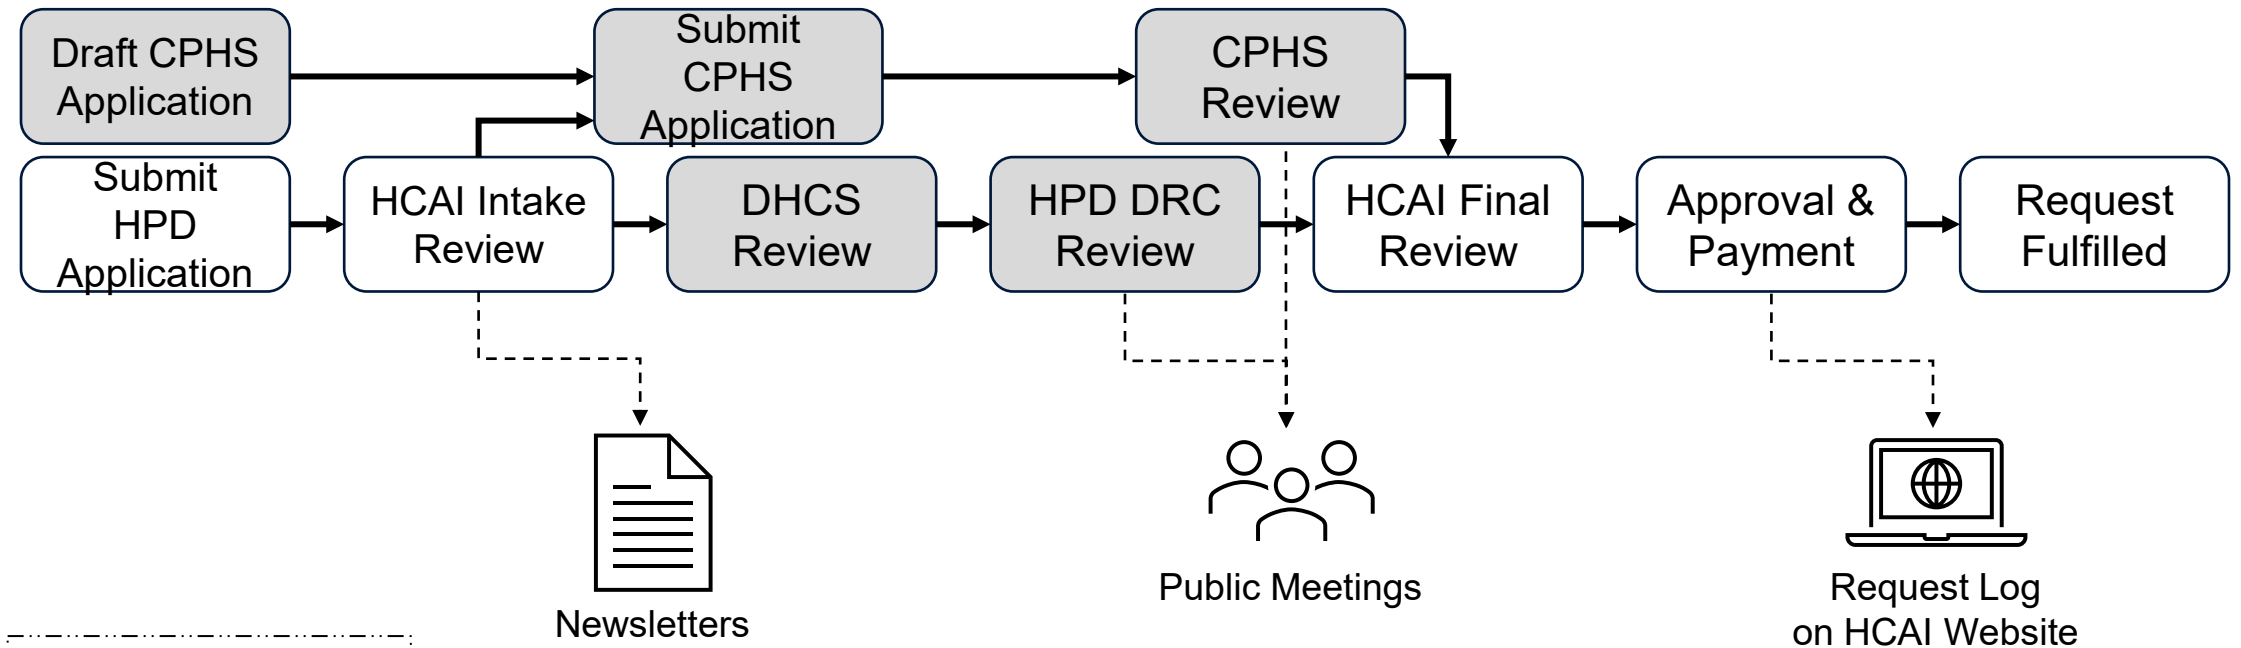 Draft CPHS
Application
Submit
CPHS
Application
CPHS
Review
Submit
HPD
Application
HCAI Intake
Review
DHCS
Review
HPD DRC
Review
HCAI Final
Review
Approval &
Payment
Request
Fulfilled
Newsletters
Public Meetings
Request Log
on HCAI Website